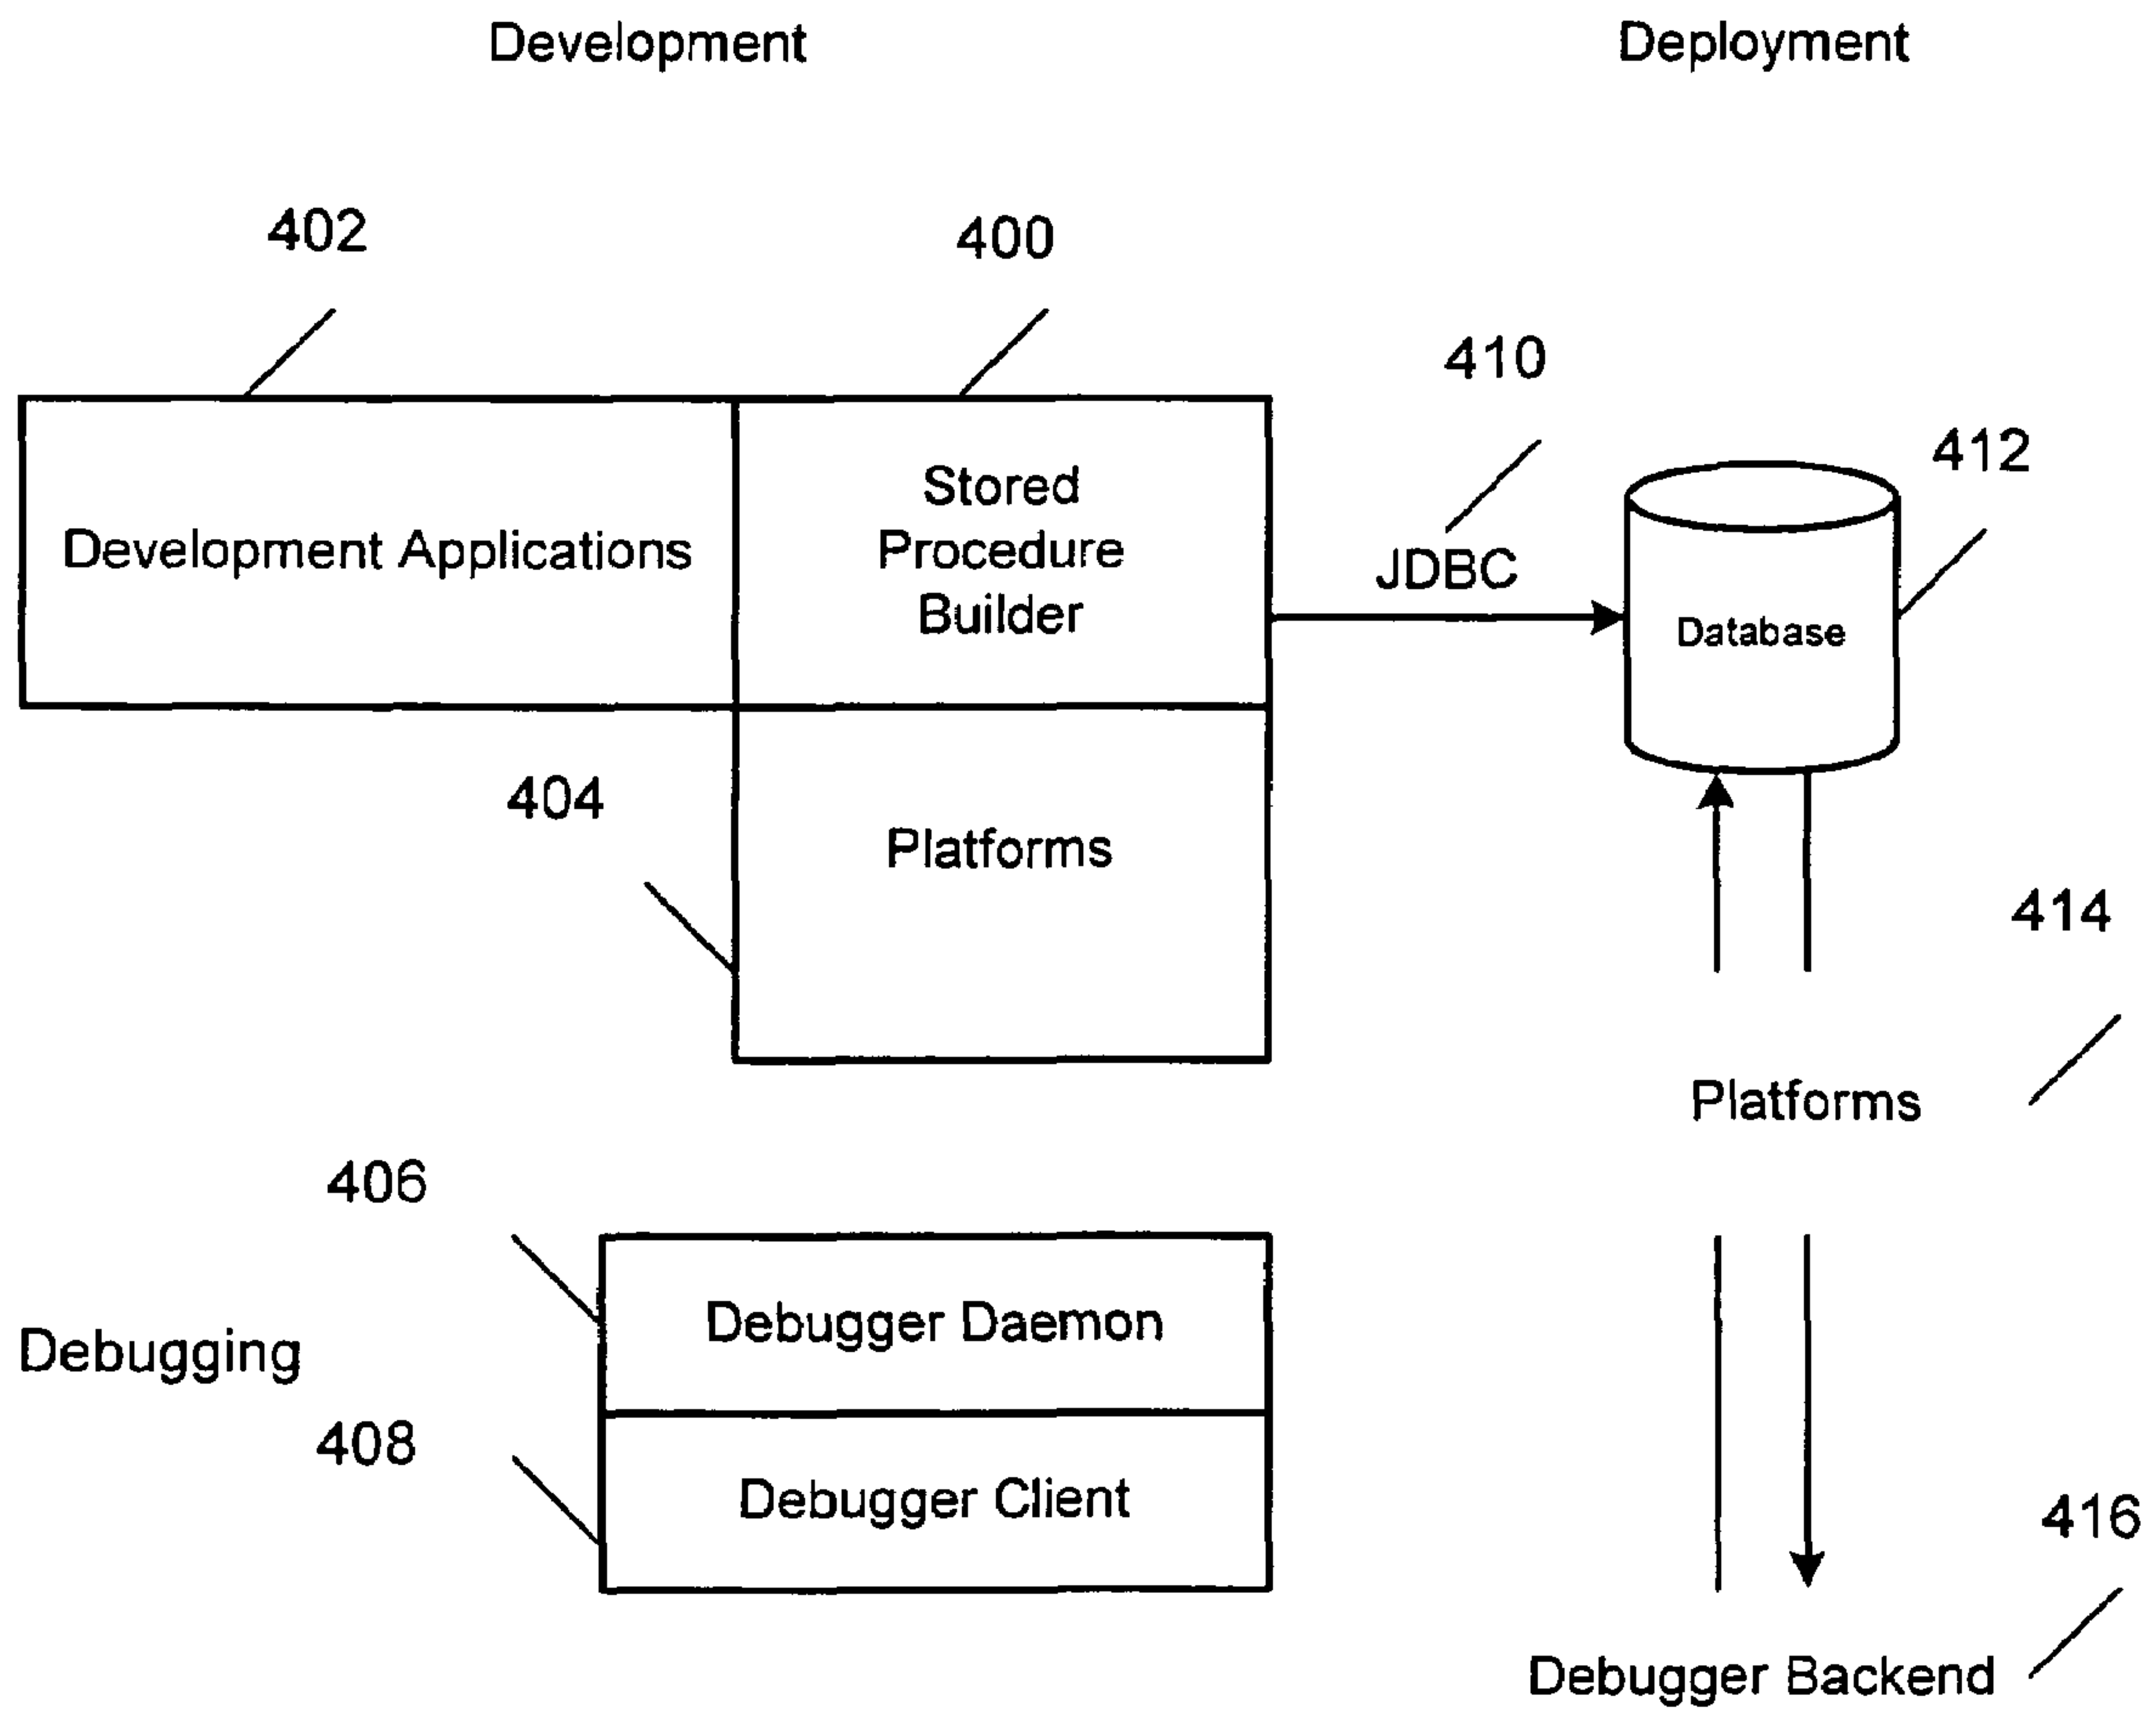 Development
Deployment
402
400
410
412
Development Applications
Stored
Procedure
Builder
JDBC
Database
404
Platforms
414
Platforms
406
Debugger Daemon
Debugging
408
Debugger Client
416
Debugger Backend